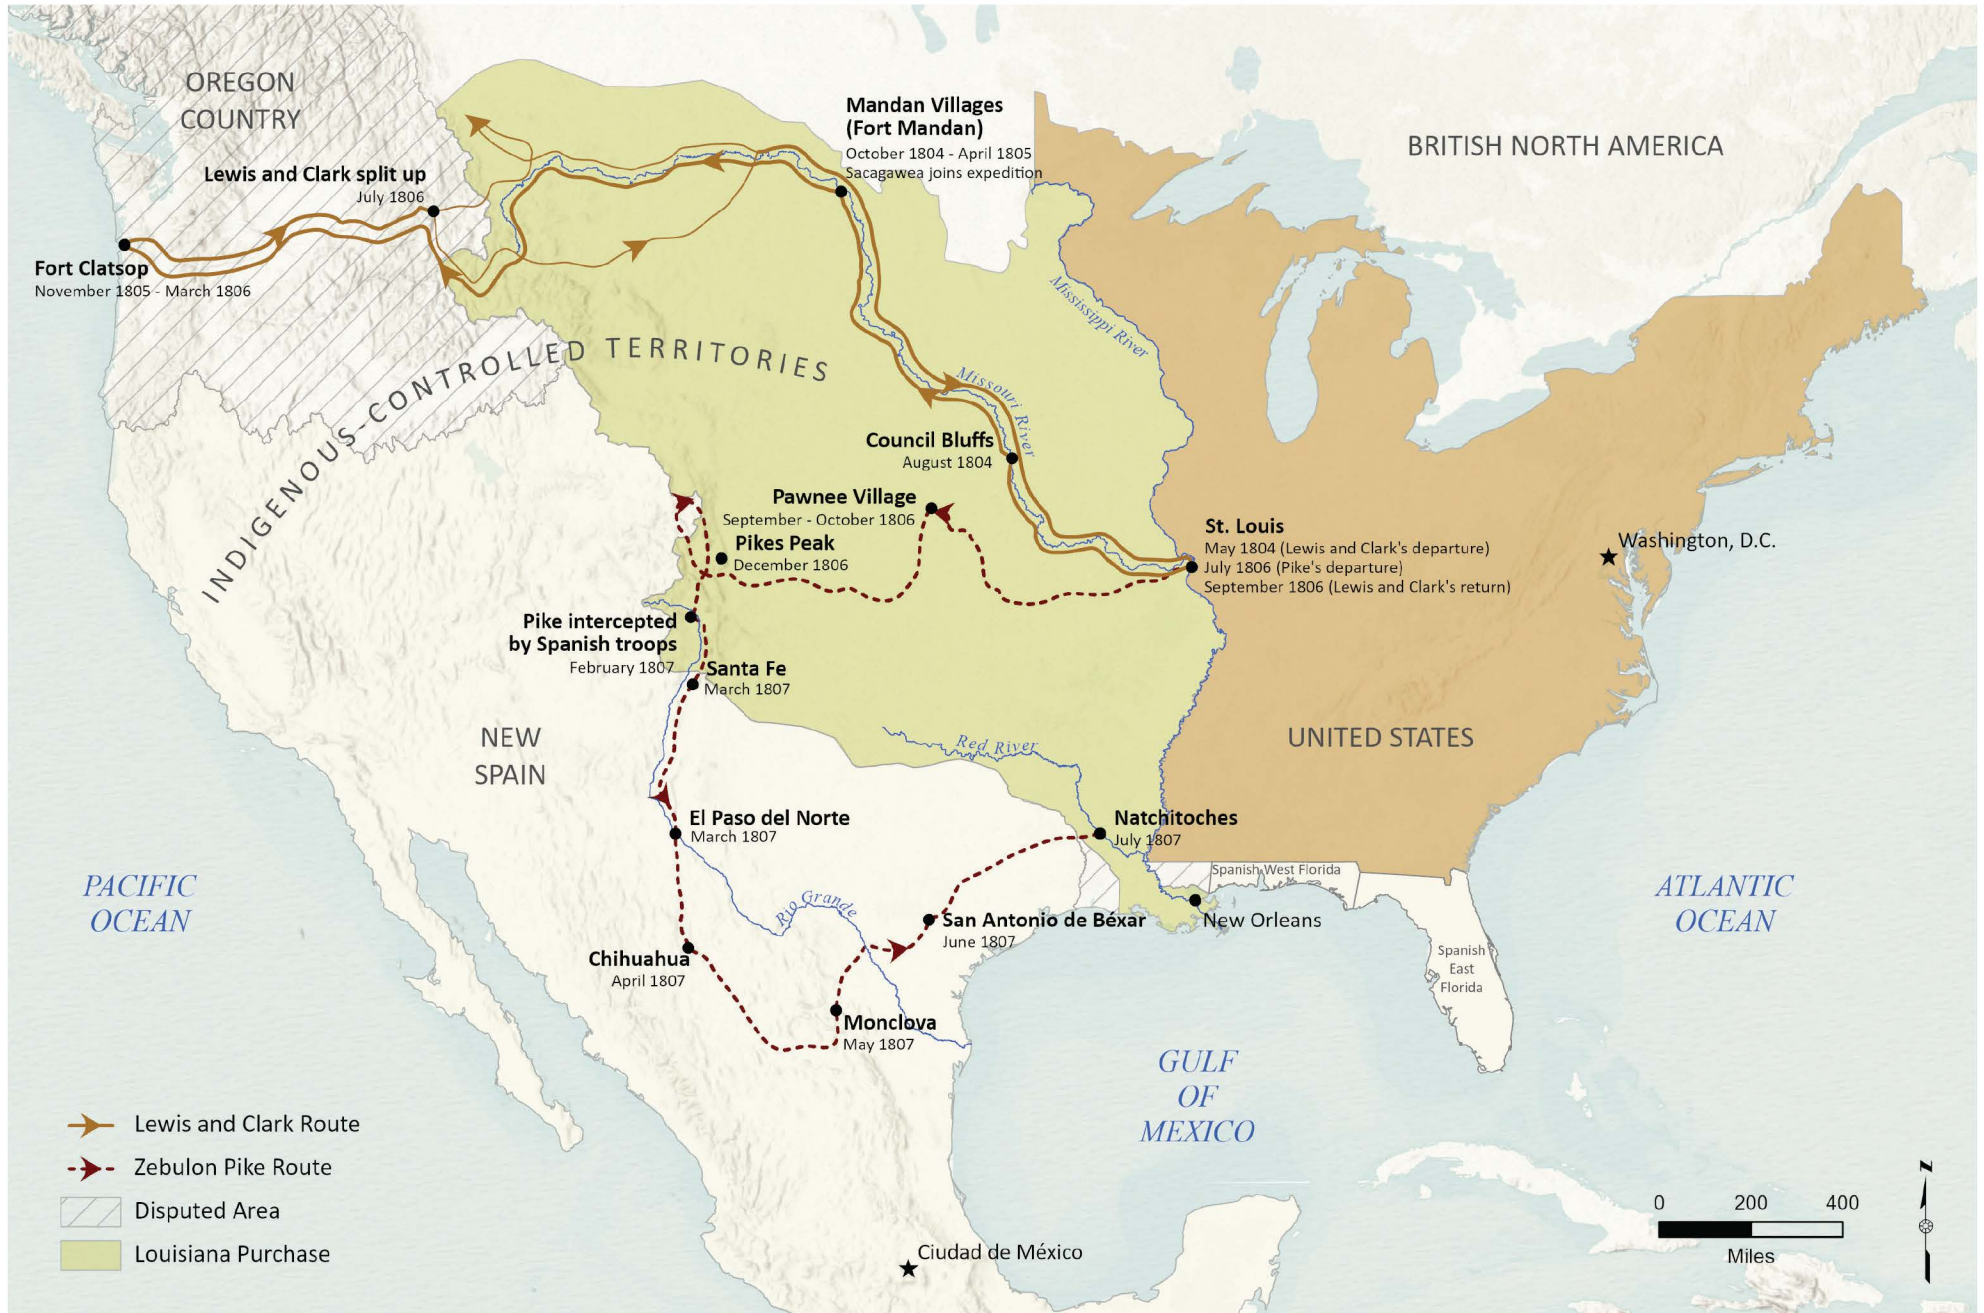 OREGON
COUNTRY
BRITISH NORTH AMERICA
Mandan Villages
(Fort Mandan)
October 1804 - April 1805
Sacagawea joins expedition
Lewis and Clark split up
July 1806
Fort Clatsop
November 1805 - March 1806
INDIGENOUS-CONTROLLED TERRITORIES
Mississippi River
Missouri River
Council Bluffs
August 1804
Pawnee Village
September - October 1806
Pikes Peak
December 1806
St. Louis
May 1804 (Lewis and Clark's departure)
July 1806 (Pike's departure)
September 1806 (Lewis and Clark's return)
Washington, D.C.
Pike intercepted
by Spanish troops
February 1807
Santa Fe
March 1807
NEW
SPAIN
Red River
UNITED STATES
El Paso del Norte
March 1807
Natchitoches
July 1807
Spanish West Florida
PACIFIC
OCEAN
Rio Grande
San Antonio de Béxar
June 1807
New Orleans
ATLANTIC
OCEAN
Spanish
East
Florida
Chihuahua
April 1807
Monclova
May 1807
GULF
OF
MEXICO
Lewis and Clark Route
Zebulon Pike Route
Disputed Area
Louisiana Purchase
Ciudad de México
0 200 400
Miles
N